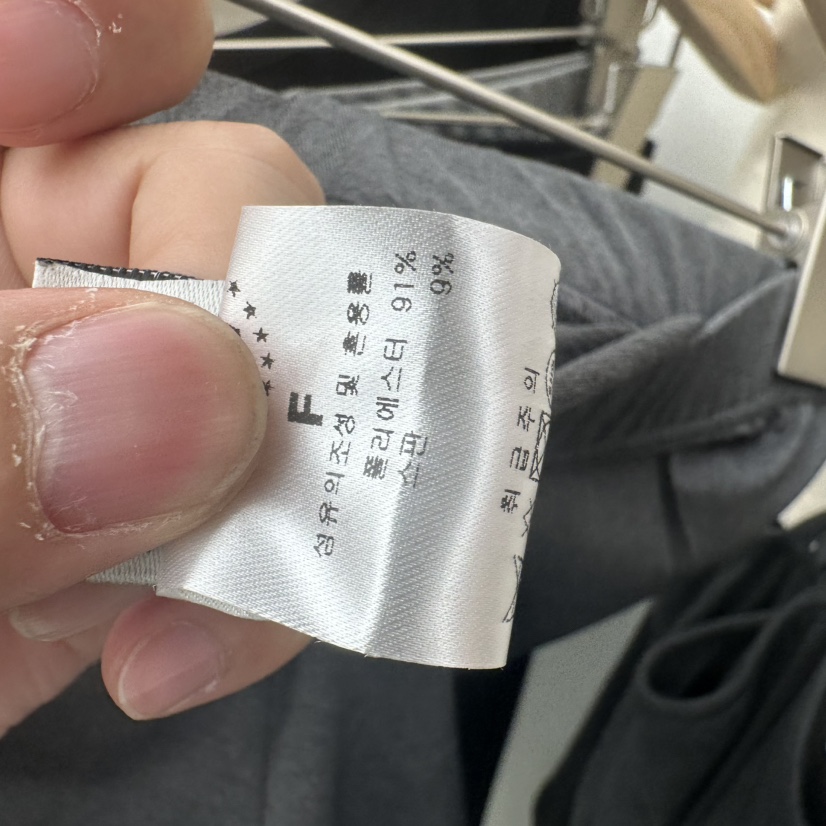 F
섬유의조성 및 혼용률
폴리에스터 91%
스판 9%
취 급 주 의